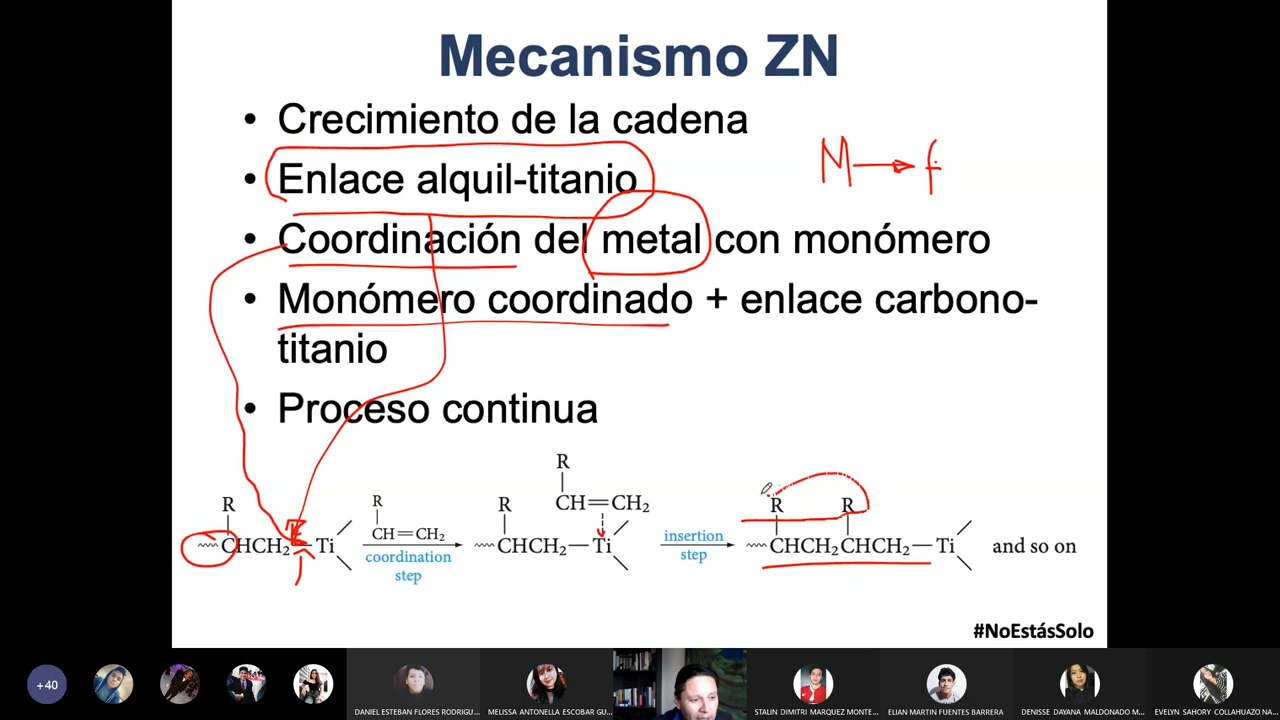 Mecanismo ZN
• Crecimiento de la cadena
• Enlace alquil-titanio
M → f
• Coordinación del metal con monómero
• Monómero coordinado + enlace carbono-
titanio
• Proceso continua
R
CHCH₂—Ti
R
CH=CH₂
coordination
step
R
CH=CH₂
R
CHCH₂—Ti
insertion
step
R R
CHCH₂CHCH₂—Ti
and so on
#NoEstásSolo
+40
DANIEL ESTEBAN FLORES RODRIGU...
MELISSA ANTONELLA ESCOBAR GU...
STALIN DIMITRI MARQUEZ MONTE...
ELIAN MARTIN FUENTES BARRERA
DENISSE DAYANA MALDONADO M...
EVELYN SAHORY COLLAHUAZO NA...